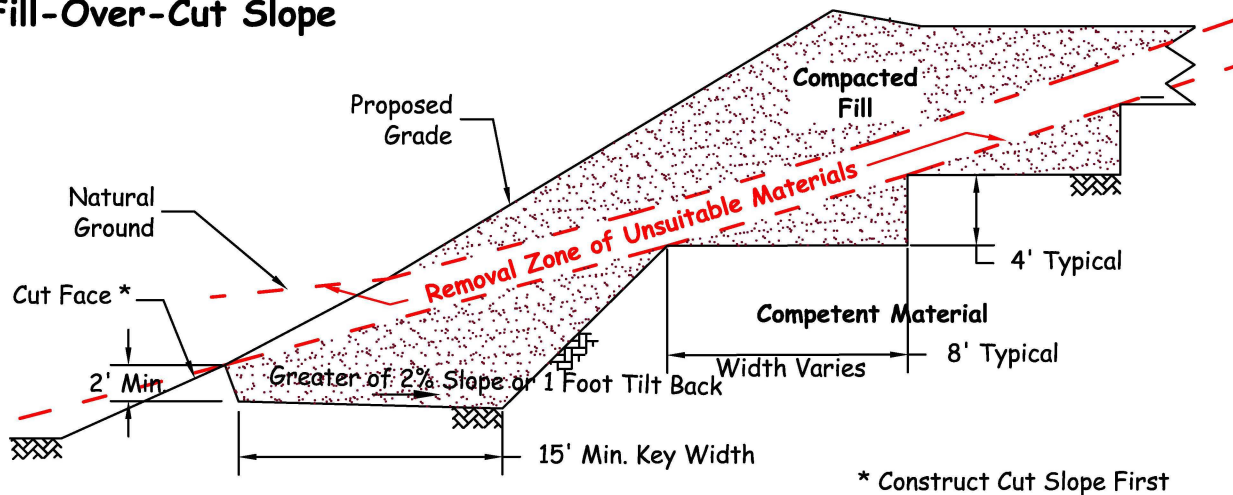 Fill-Over-Cut Slope
Proposed
Grade
Compacted
Fill
Natural
Ground
Removal Zone of Unsuitable Materials
Cut Face *
4' Typical
Competent Material
8' Typical
Width Varies
2' Min.
Greater of 2% Slope or 1 Foot Tilt Back
15' Min. Key Width
* Construct Cut Slope First